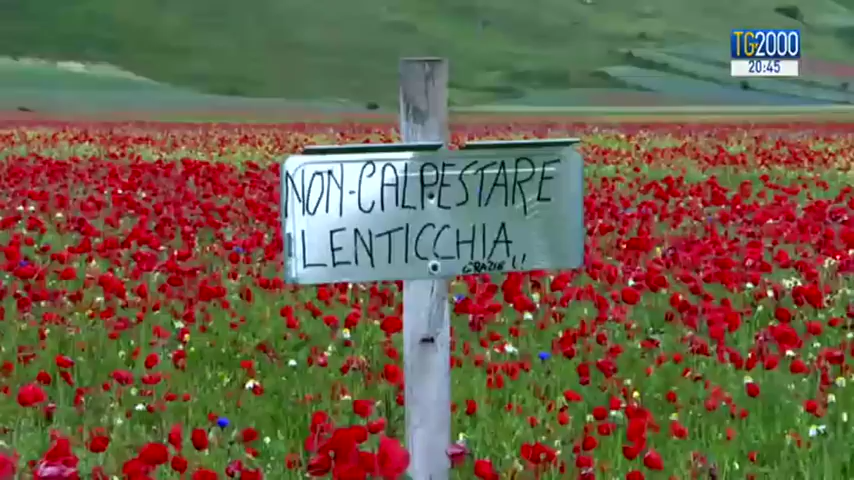 TG2000
20:45
NON-CALPESTARE
LENTICCHIA
GRAZIE!!